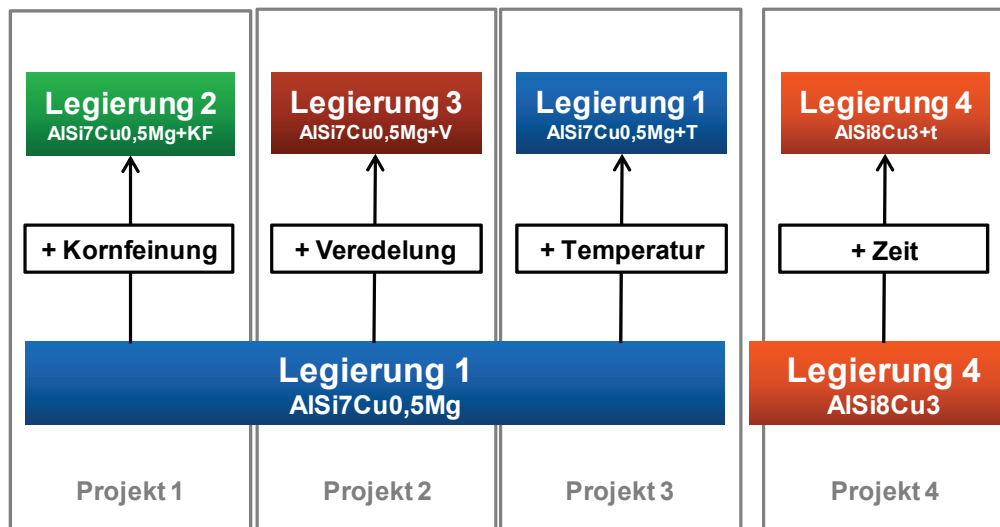 Legierung 2
AlSi7Cu0,5Mg+KF
Legierung 3
AlSi7Cu0,5Mg+V
Legierung 1
AlSi7Cu0,5Mg+T
Legierung 4
AlSi8Cu3+t
+ Kornfeinung
+ Veredelung
+ Temperatur
+ Zeit
Legierung 1
AlSi7Cu0,5Mg
Legierung 4
AlSi8Cu3
Projekt 1
Projekt 2
Projekt 3
Projekt 4